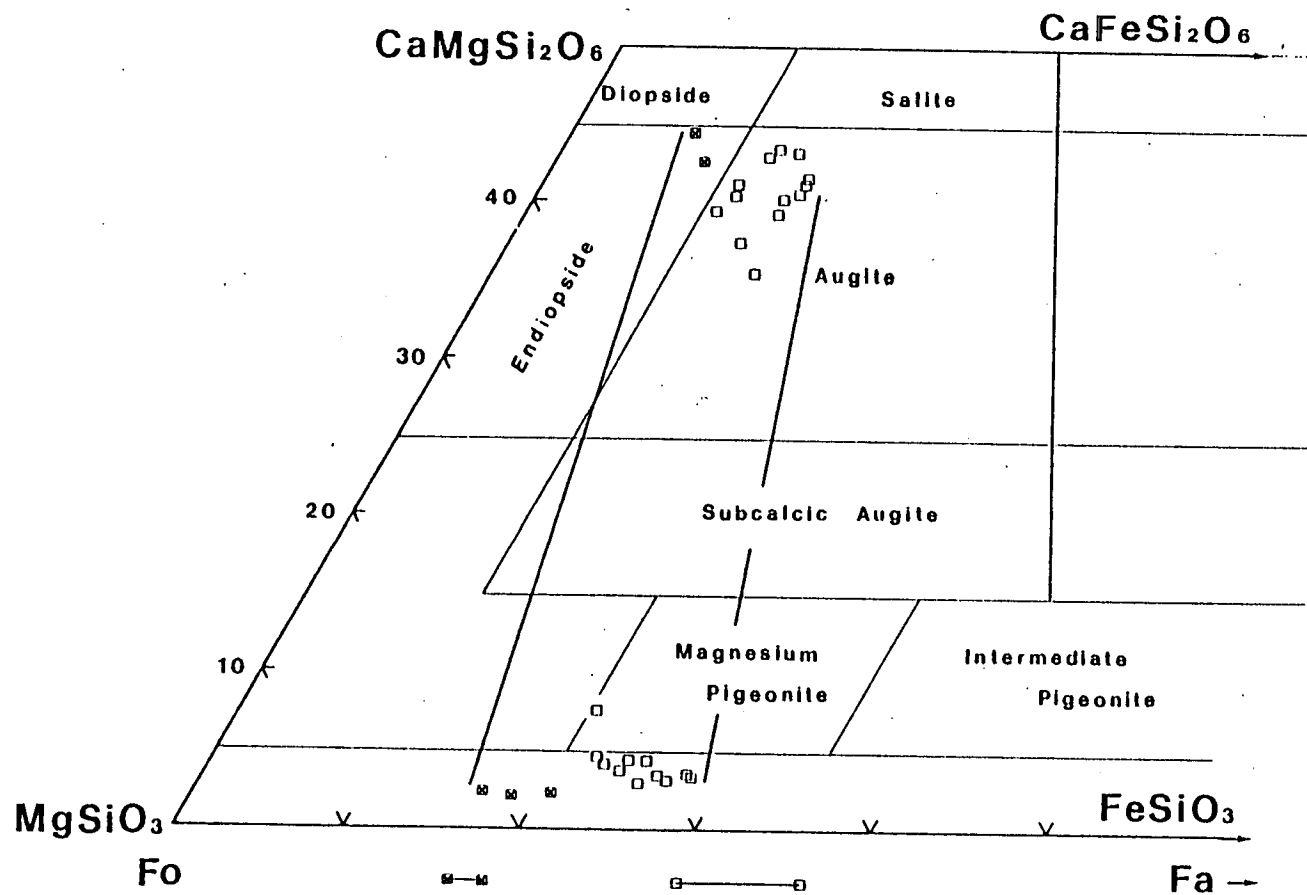 CaMgSi₂O₆
CaFeSi₂O₆
Diopside
Salite
40
Endiopside
Augite
30
20
Subcalcic Augite
10
Magnesium
Pigeonite
Intermediate
Pigeonite
MgSiO₃
FeSiO₃
Fo
Fa